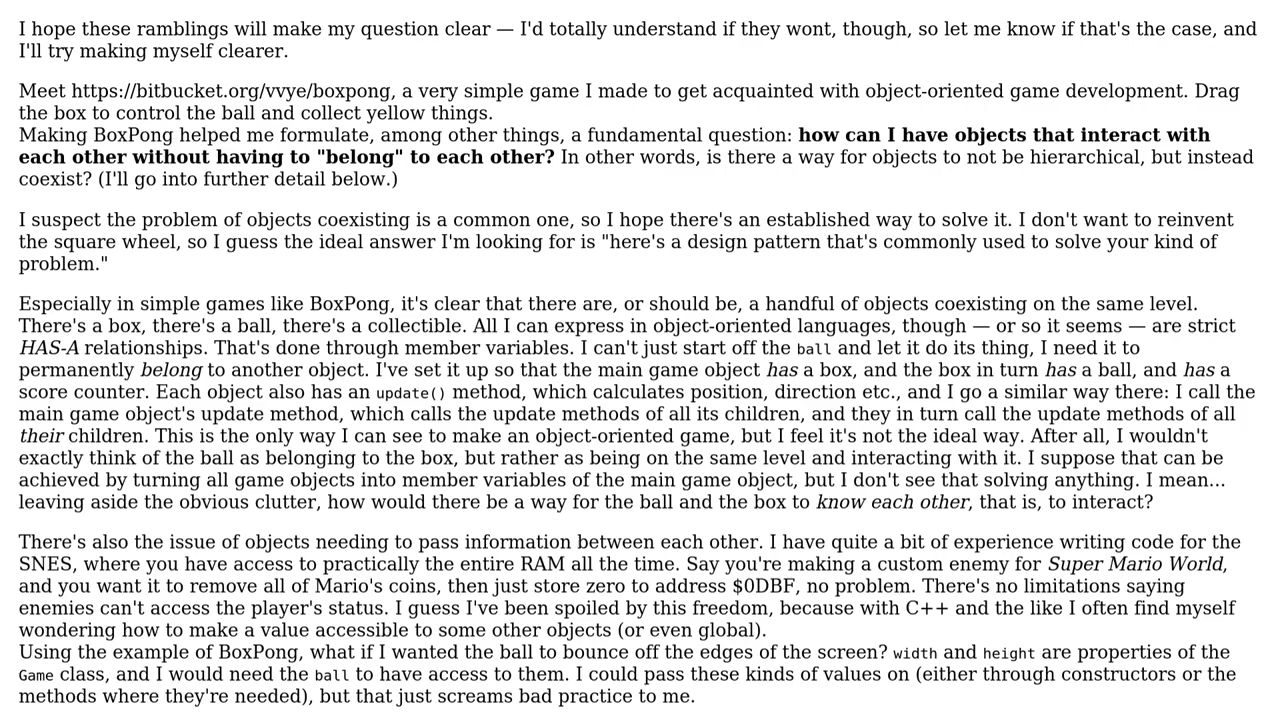 I hope these ramblings will make my question clear — I'd totally understand if they wont, though, so let me know if that's the case, and
I'll try making myself clearer.
Meet https://bitbucket.org/vvye/boxpong, a very simple game I made to get acquainted with object-oriented game development. Drag
the box to control the ball and collect yellow things.
Making BoxPong helped me formulate, among other things, a fundamental question: how can I have objects that interact with
each other without having to "belong" to each other? In other words, is there a way for objects to not be hierarchical, but instead
coexist? (I'll go into further detail below.)
I suspect the problem of objects coexisting is a common one, so I hope there's an established way to solve it. I don't want to reinvent
the square wheel, so I guess the ideal answer I'm looking for is "here's a design pattern that's commonly used to solve your kind of
problem."
Especially in simple games like BoxPong, it's clear that there are, or should be, a handful of objects coexisting on the same level.
There's a box, there's a ball, there's a collectible. All I can express in object-oriented languages, though — or so it seems — are strict
HAS-A relationships. That's done through member variables. I can't just start off the ball and let it do its thing, I need it to
permanently belong to another object. I've set it up so that the main game object has a box, and the box in turn has a ball, and has a
score counter. Each object also has an update() method, which calculates position, direction etc., and I go a similar way there: I call the
main game object's update method, which calls the update methods of all its children, and they in turn call the update methods of all
their children. This is the only way I can see to make an object-oriented game, but I feel it's not the ideal way. After all, I wouldn't
exactly think of the ball as belonging to the box, but rather as being on the same level and interacting with it. I suppose that can be
achieved by turning all game objects into member variables of the main game object, but I don't see that solving anything. I mean...
leaving aside the obvious clutter, how would there be a way for the ball and the box to know each other, that is, to interact?
There's also the issue of objects needing to pass information between each other. I have quite a bit of experience writing code for the
SNES, where you have access to practically the entire RAM all the time. Say you're making a custom enemy for Super Mario World,
and you want it to remove all of Mario's coins, then just store zero to address $0DBF, no problem. There's no limitations saying
enemies can't access the player's status. I guess I've been spoiled by this freedom, because with C++ and the like I often find myself
wondering how to make a value accessible to some other objects (or even global).
Using the example of BoxPong, what if I wanted the ball to bounce off the edges of the screen? width and height are properties of the
Game class, and I would need the ball to have access to them. I could pass these kinds of values on (either through constructors or the
methods where they're needed), but that just screams bad practice to me.